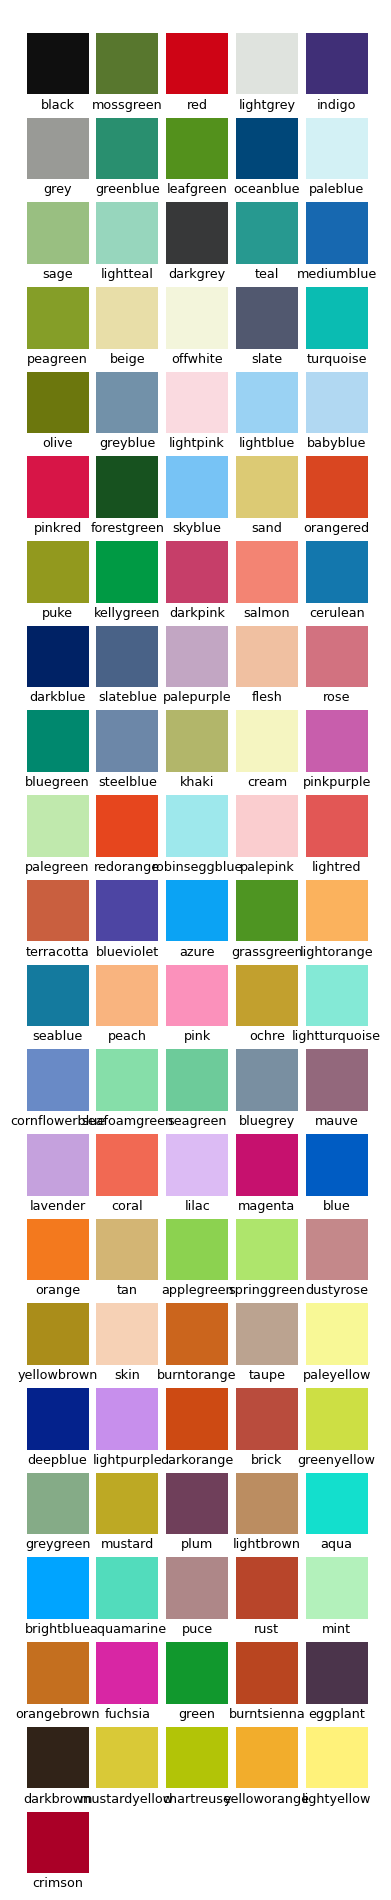 black mossgreen red lightgrey indigo
grey greenblue leafgreen oceanblue paleblue
sage lightteal darkgrey teal mediumblue
peagreen beige offwhite slate turquoise
olive greyblue lightpink lightblue babyblue
pinkred forestgreen skyblue sand orangered
puke kellygreen darkpink salmon cerulean
darkblue slateblue palepurple flesh rose
bluegreen steelblue khaki cream pinkpurple
palegreen redorange robinseggblue palepink lightred
terracotta blueviolet azure grassgreen lightorange
seablue peach pink ochre lightturquoise
cornflowerblue seafoamgreen seagreen bluegrey mauve
lavender coral lilac magenta blue
orange tan applegreen springgreen dustyrose
yellowbrown skin burntorange taupe paleyellow
deepblue lightpurple darkorange brick greenyellow
greygreen mustard plum lightbrown aqua
brightblue aquamarine puce rust mint
orangebrown fuchsia green burntsienna eggplant
darkbrown mustardyellow chartreuse yelloworange lightyellow
crimson